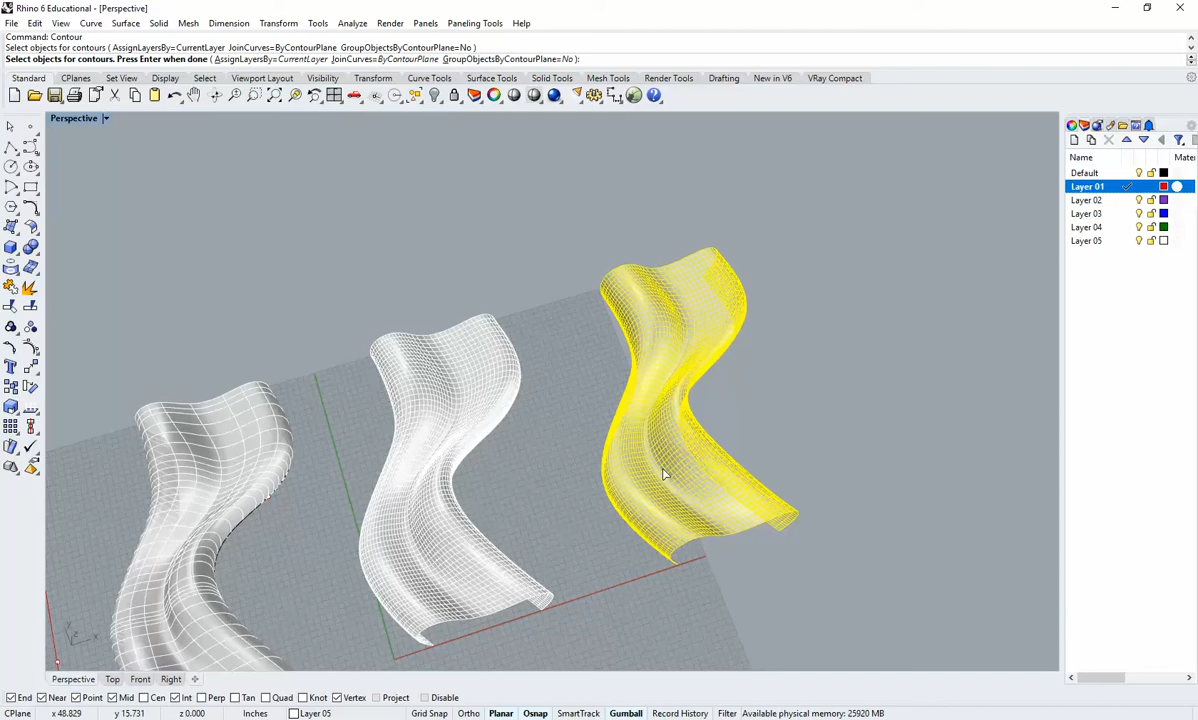 Rhino 6 Educational - [Perspective]
File Edit View Curve Surface Solid Mesh Dimension Transform Tools Analyze Render Panels Paneling Tools Help
Command: Contour
Select objects for contours ( AssignLayersBy=CurrentLayer JoinCurves=ByContourPlane GroupObjectsByContourPlane=No )
Select objects for contours. Press Enter when done ( AssignLayersBy=CurrentLayer JoinCurves=ByContourPlane GroupObjectsByContourPlane=No ):
Standard CPlanes Set View Display Select Viewport Layout Visibility Transform Curve Tools Surface Tools Solid Tools Mesh Tools Render Tools Drafting New in V6 VRay Compact
Perspective
Name Mater
Default
Layer 01
Layer 02
Layer 03
Layer 04
Layer 05
y x z
Perspective Top Front Right
End Near Point Mid Cen Int Perp Tan Quad Knot Vertex Project Disable
CPlane x 48.829 y 15.731 z 0.000 Inches Layer 05 Grid Snap Ortho Planar Osnap SmartTrack Gumball Record History Filter Available physical memory: 25920 MB